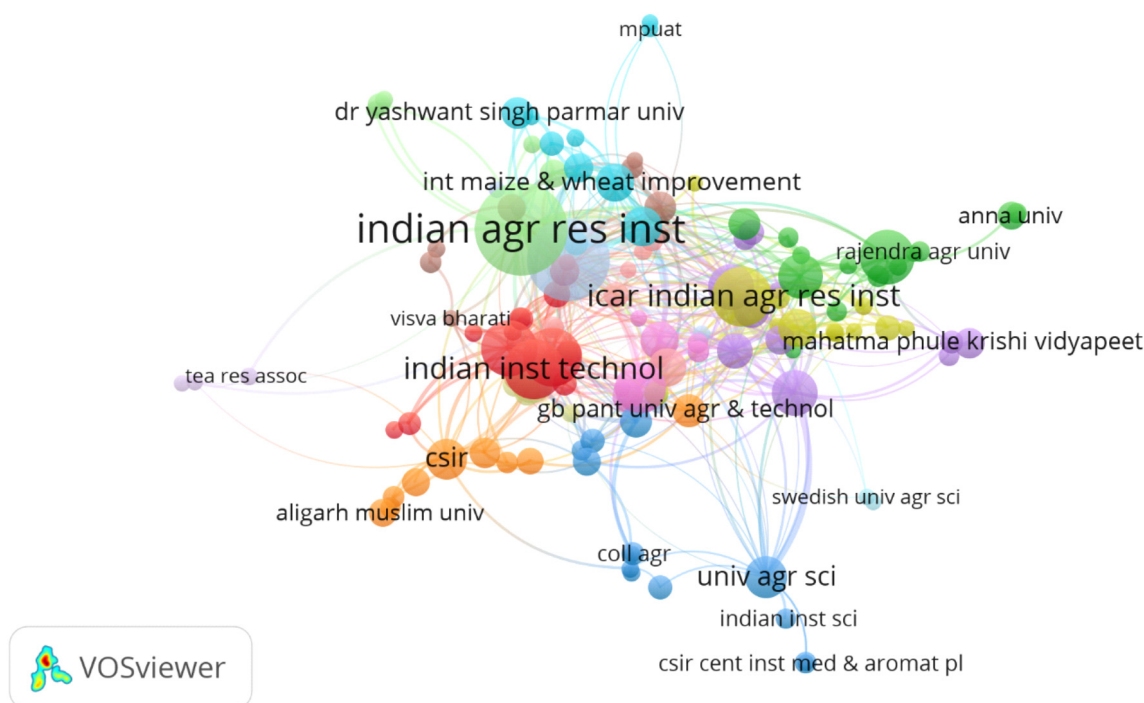 mpuat
dr yashwant singh parmar univ
int maize & wheat improvement
indian agr res inst
anna univ
rajendra agr univ
icar indian agr res inst
visva bharati
mahatma phule krishi vidyapeet
indian inst technol
tea res assoc
gb pant univ agr & technol
csir
swedish univ agr sci
aligarh muslim univ
coll agr
univ agr sci
indian inst sci
csir cent inst med & aromat pl
VOSviewer